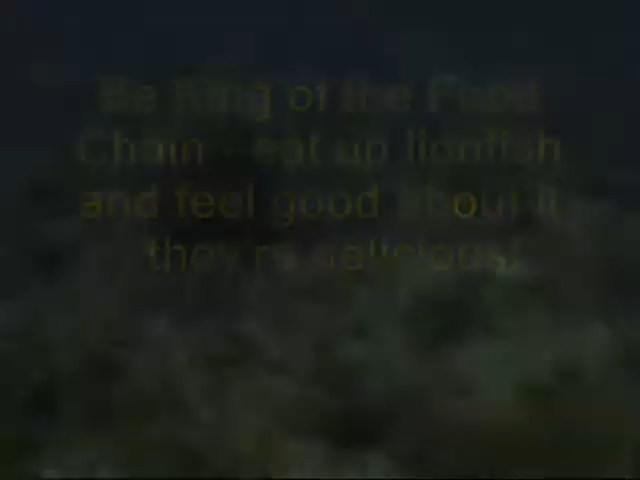 Be King of the Food
Chain - eat up lionfish
and feel good about it
they're delicious!